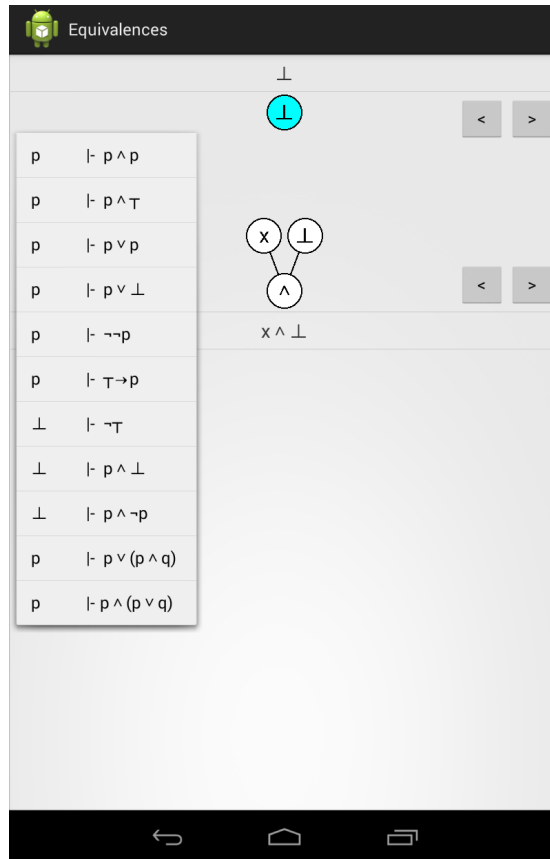 Equivalences
⊥
⊥
< >
p |- p ∧ p
p |- p ∧ ⊤
p |- p ∨ p
p |- p ∨ ⊥
p |- ¬¬p
p |- ⊤→p
⊥ |- ¬⊤
⊥ |- p ∧ ⊥
⊥ |- p ∧ ¬p
p |- p ∨ (p ∧ q)
p |- p ∧ (p ∨ q)
x ⊥
∧
< >
x ∧ ⊥